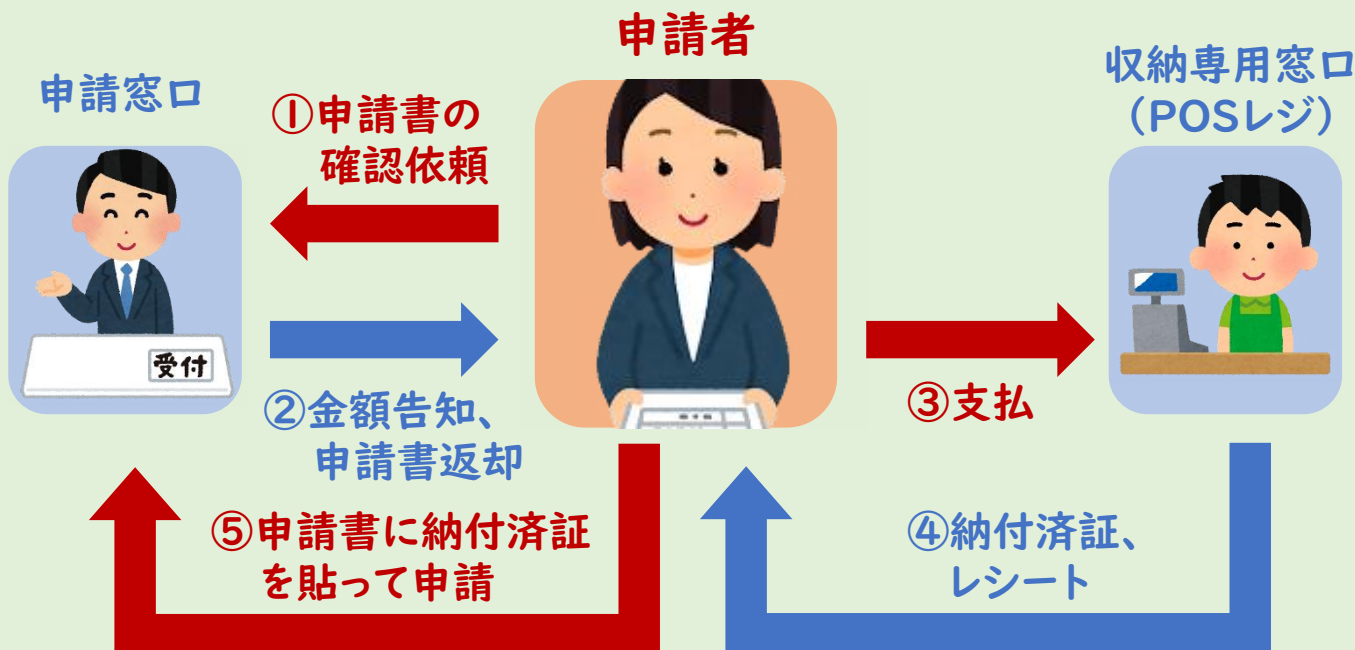 申請者
申請窓口
収納専用窓口
（POSレジ）
①申請書の
確認依頼
受付
②金額告知、
申請書返却
③支払
④納付済証、
レシート
⑤申請書に納付済証
を貼って申請